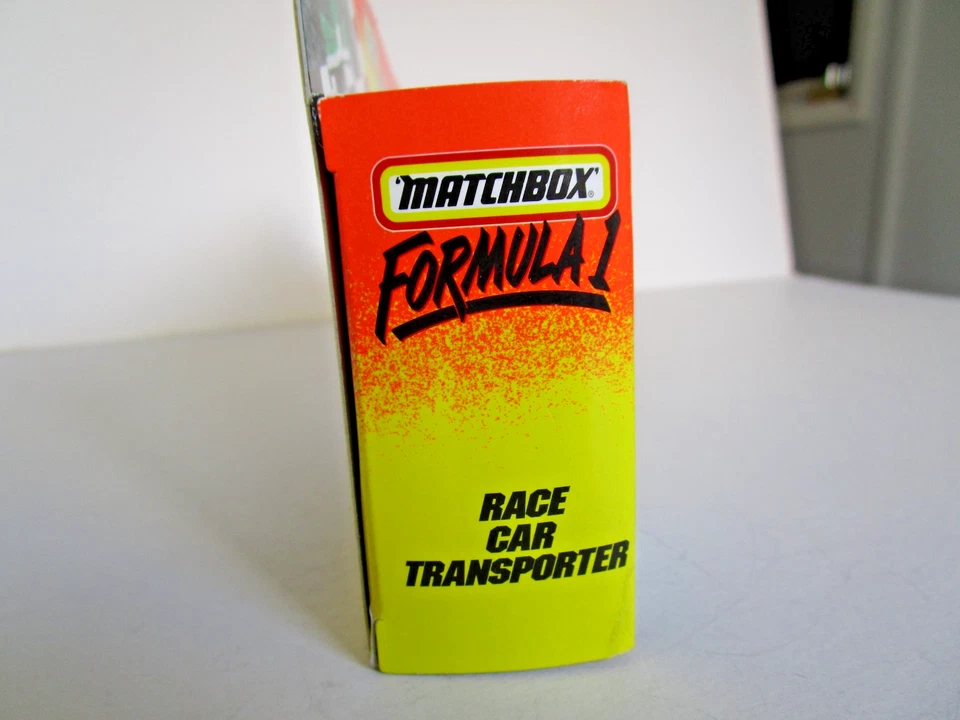 'MATCHBOX'®
FORMULA 1
RACE
CAR
TRANSPORTER